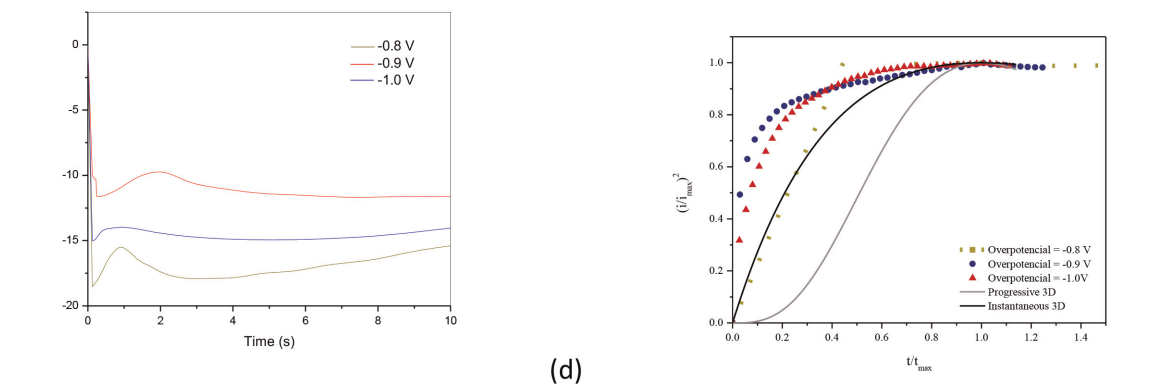 0
-5
-10
-15
-20
0
2
4
6
8
10
Time (s)
-0.8 V
-0.9 V
-1.0 V
(d)
(i/i_max)^2
1.0
0.8
0.6
0.4
0.2
0.0
0.0
0.2
0.4
0.6
0.8
1.0
1.2
1.4
t/t_max
Overpotencial = -0.8 V
Overpotencial = -0.9 V
Overpotencial = -1.0V
Progressive 3D
Instantaneous 3D